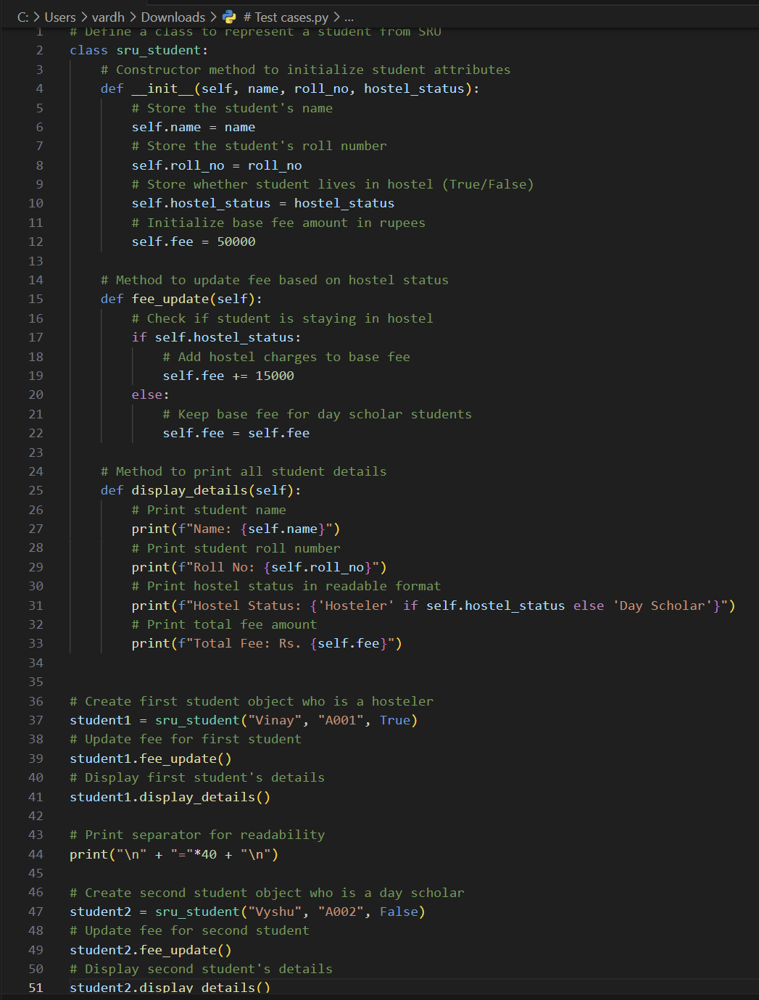 C: > Users > vardh > Downloads > # Test cases.py > ...
1 # Define a class to represent a student from SRU
2 class sru_student:
3     # Constructor method to initialize student attributes
4     def __init__(self, name, roll_no, hostel_status):
5         # Store the student's name
6         self.name = name
7         # Store the student's roll number
8         self.roll_no = roll_no
9         # Store whether student lives in hostel (True/False)
10         self.hostel_status = hostel_status
11         # Initialize base fee amount in rupees
12         self.fee = 50000
13
14     # Method to update fee based on hostel status
15     def fee_update(self):
16         # Check if student is staying in hostel
17         if self.hostel_status:
18             # Add hostel charges to base fee
19             self.fee += 15000
20         else:
21             # Keep base fee for day scholar students
22             self.fee = self.fee
23
24     # Method to print all student details
25     def display_details(self):
26         # Print student name
27         print(f"Name: {self.name}")
28         # Print student roll number
29         print(f"Roll No: {self.roll_no}")
30         # Print hostel status in readable format
31         print(f"Hostel Status: {'Hosteler' if self.hostel_status else 'Day Scholar'}")
32         # Print total fee amount
33         print(f"Total Fee: Rs. {self.fee}")
34
35
36 # Create first student object who is a hosteler
37 student1 = sru_student("Vinay", "A001", True)
38 # Update fee for first student
39 student1.fee_update()
40 # Display first student's details
41 student1.display_details()
42
43 # Print separator for readability
44 print("\n" + "="*40 + "\n")
45
46 # Create second student object who is a day scholar
47 student2 = sru_student("Vyshu", "A002", False)
48 # Update fee for second student
49 student2.fee_update()
50 # Display second student's details
51 student2.display_details()